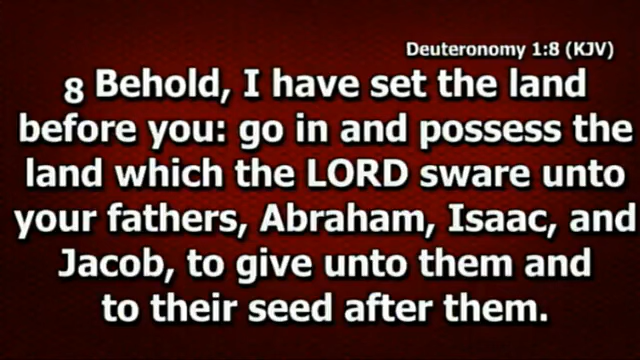 Deuteronomy 1:8 (KJV)
8 Behold, I have set the land
before you: go in and possess the
land which the LORD sware unto
your fathers, Abraham, Isaac, and
Jacob, to give unto them and
to their seed after them.